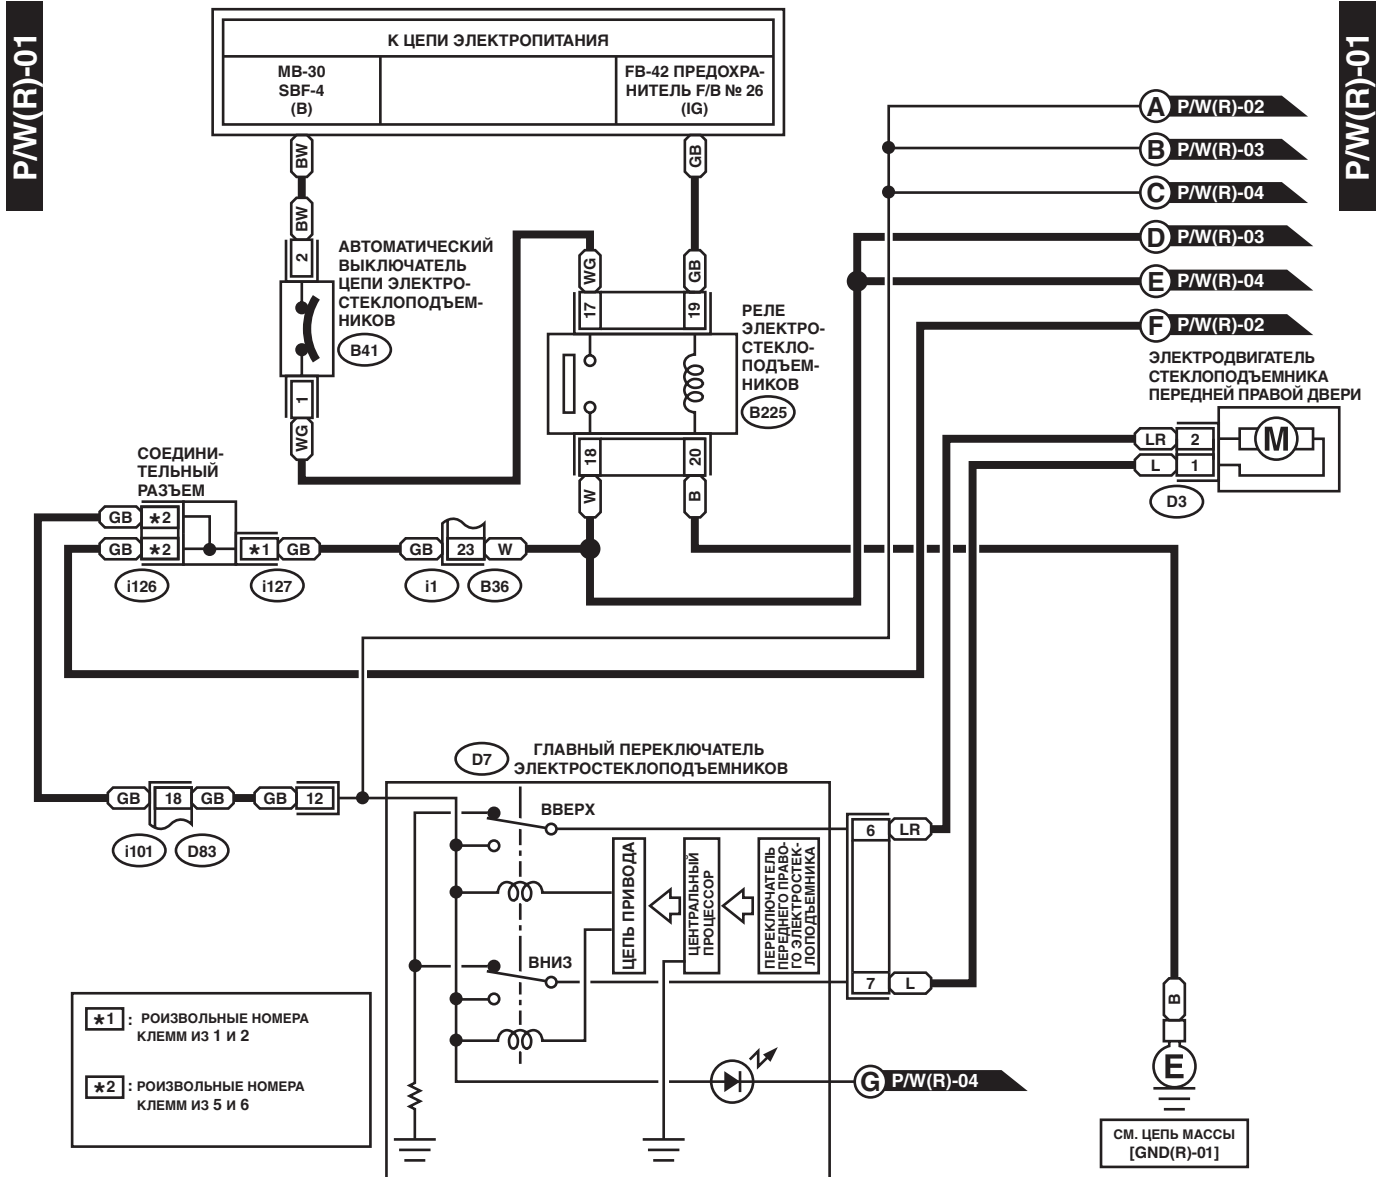 P/W(R)-01
P/W(R)-01
К ЦЕПИ ЭЛЕКТРОПИТАНИЯ
MB-30
SBF-4
(B)
FB-42 ПРЕДОХРА-
НИТЕЛЬ F/B № 26
(IG)
BW
GB
A P/W(R)-02
B P/W(R)-03
C P/W(R)-04
D P/W(R)-03
E P/W(R)-04
F P/W(R)-02
BW
2
АВТОМАТИЧЕСКИЙ
ВЫКЛЮЧАТЕЛЬ
ЦЕПИ ЭЛЕКТРО-
СТЕКЛОПОДЪЕМ-
НИКОВ
B41
1
WG
WG
GB
17
19
РЕЛЕ
ЭЛЕКТРО-
СТЕКЛО-
ПОДЪЕМ-
НИКОВ
B225
18
20
W
B
ЭЛЕКТРОДВИГАТЕЛЬ
СТЕКЛОПОДЪЕМНИКА
ПЕРЕДНЕЙ ПРАВОЙ ДВЕРИ
LR 2
L 1
M
D3
СОЕДИНИ-
ТЕЛЬНЫЙ
РАЗЪЕМ
GB *2
GB *2
*1 GB
GB 23 W
i126
i127
i1
B36
D7
ГЛАВНЫЙ ПЕРЕКЛЮЧАТЕЛЬ
ЭЛЕКТРОСТЕКЛОПОДЪЕМНИКОВ
GB 18 GB GB 12
i101
D83
ВВЕРХ
ВНИЗ
ЦЕПЬ ПРИВОДА
ЦЕНТРАЛЬНЫЙ
ПРОЦЕССОР
ПЕРЕКЛЮЧАТЕЛЬ
ПЕРЕДНЕГО ПРАВО-
ГО ЭЛЕКТРОСТЕК-
ЛОПОДЪЕМНИКА
6 LR
7 L
*1 : РОИЗВОЛЬНЫЕ НОМЕРА
КЛЕММ ИЗ 1 И 2
*2 : РОИЗВОЛЬНЫЕ НОМЕРА
КЛЕММ ИЗ 5 И 6
G P/W(R)-04
B
E
СМ. ЦЕПЬ МАССЫ
[GND(R)-01]